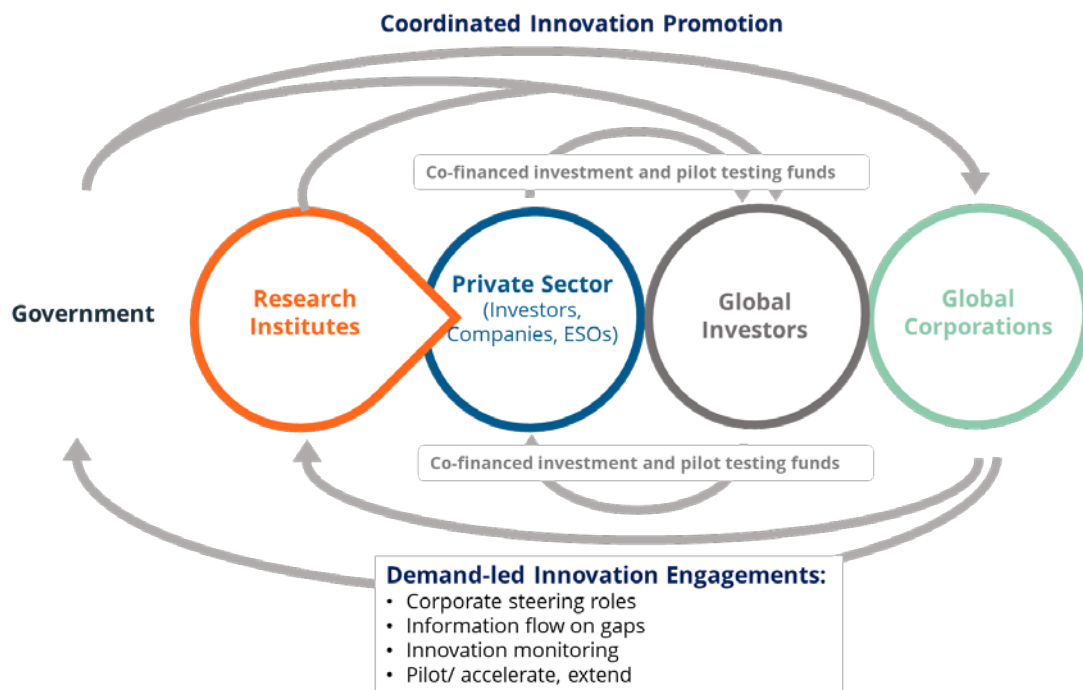 Coordinated Innovation Promotion
Co-financed investment and pilot testing funds
Government
Research
Institutes
Private Sector
(Investors,
Companies, ESOs)
Global
Investors
Global
Corporations
Co-financed investment and pilot testing funds
Demand-led Innovation Engagements:
• Corporate steering roles
• Information flow on gaps
• Innovation monitoring
• Pilot/ accelerate, extend